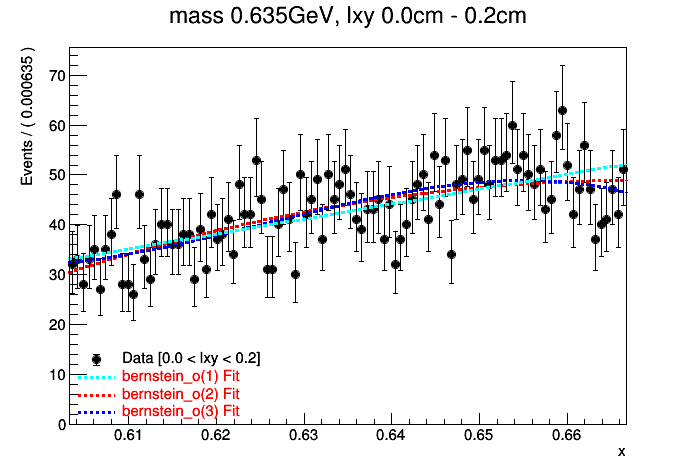 mass 0.635GeV, lxy 0.0cm - 0.2cm
Events / ( 0.000635 )
70
60
50
40
30
20
10
0
Data [0.0 < lxy < 0.2]
bernstein_o(1) Fit
bernstein_o(2) Fit
bernstein_o(3) Fit
0.61 0.62 0.63 0.64 0.65 0.66
x